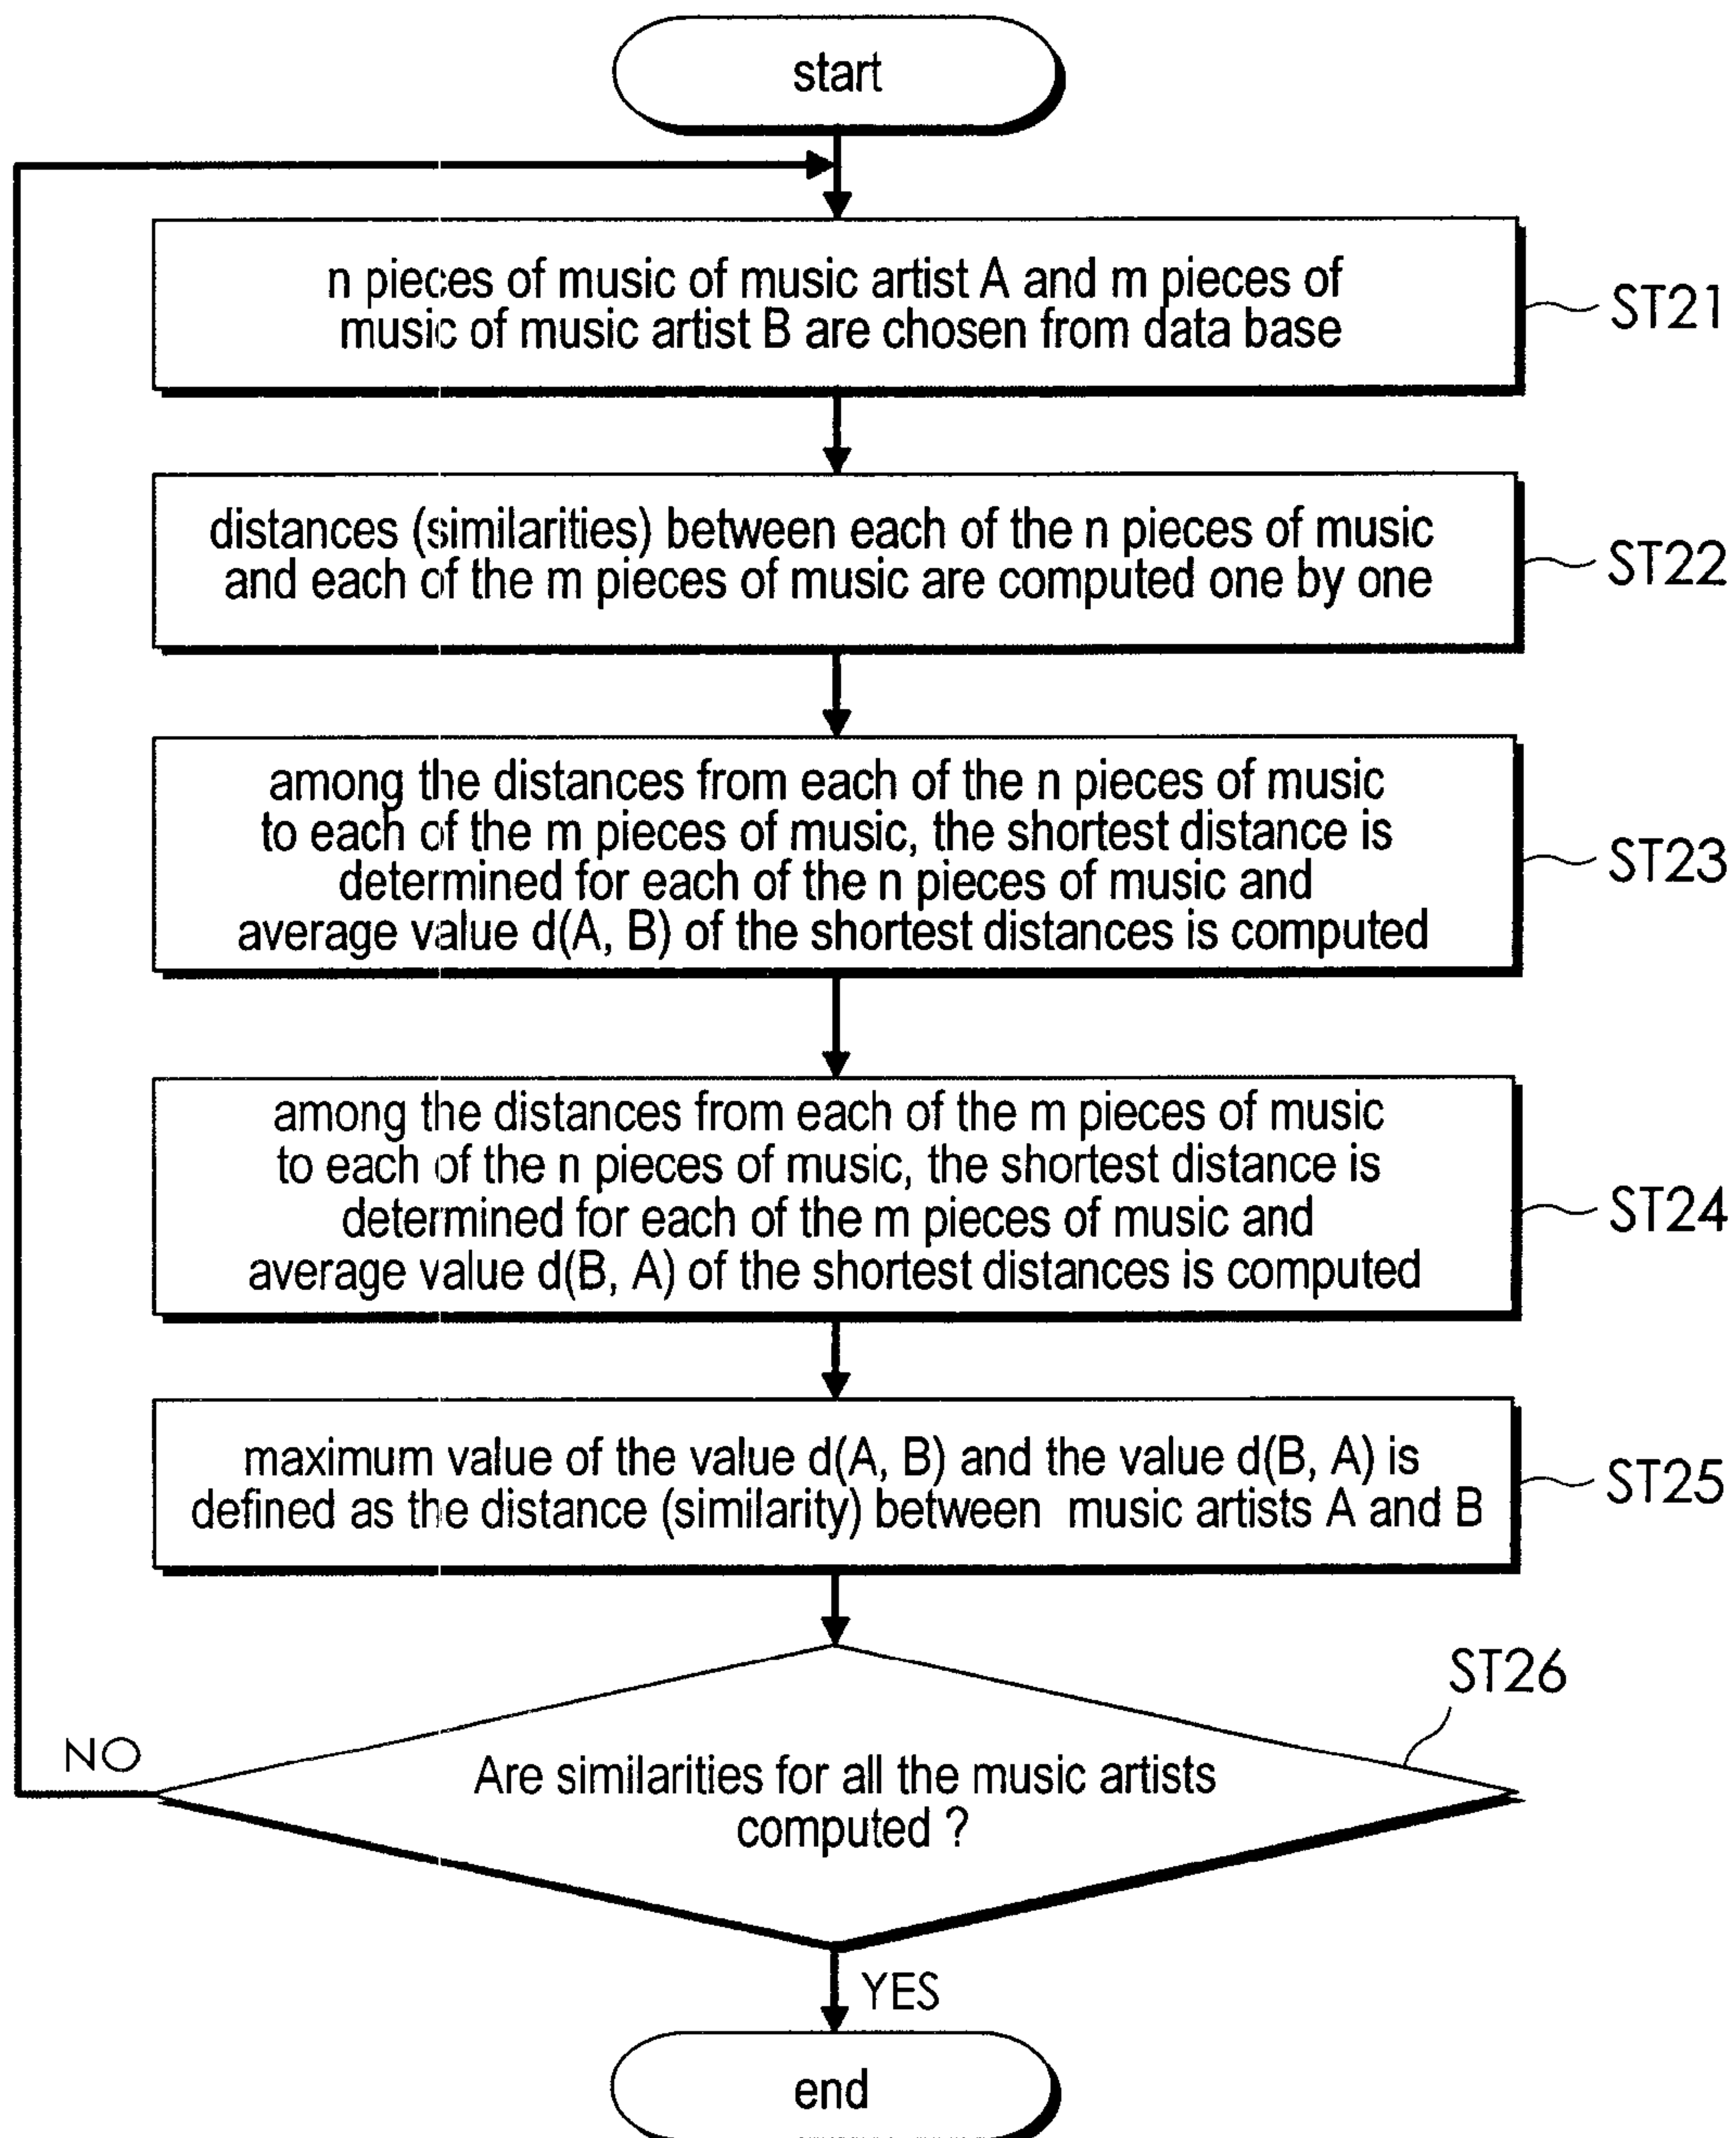 start
n pieces of music of music artist A and m pieces of
music of music artist B are chosen from data base
ST21
distances (similarities) between each of the n pieces of music
and each of the m pieces of music are computed one by one
ST22
among the distances from each of the n pieces of music
to each of the m pieces of music, the shortest distance is
determined for each of the n pieces of music and
average value d(A, B) of the shortest distances is computed
ST23
among the distances from each of the m pieces of music
to each of the n pieces of music, the shortest distance is
determined for each of the m pieces of music and
average value d(B, A) of the shortest distances is computed
ST24
maximum value of the value d(A, B) and the value d(B, A) is
defined as the distance (similarity) between music artists A and B
ST25
ST26
NO
Are similarities for all the music artists
computed ?
YES
end